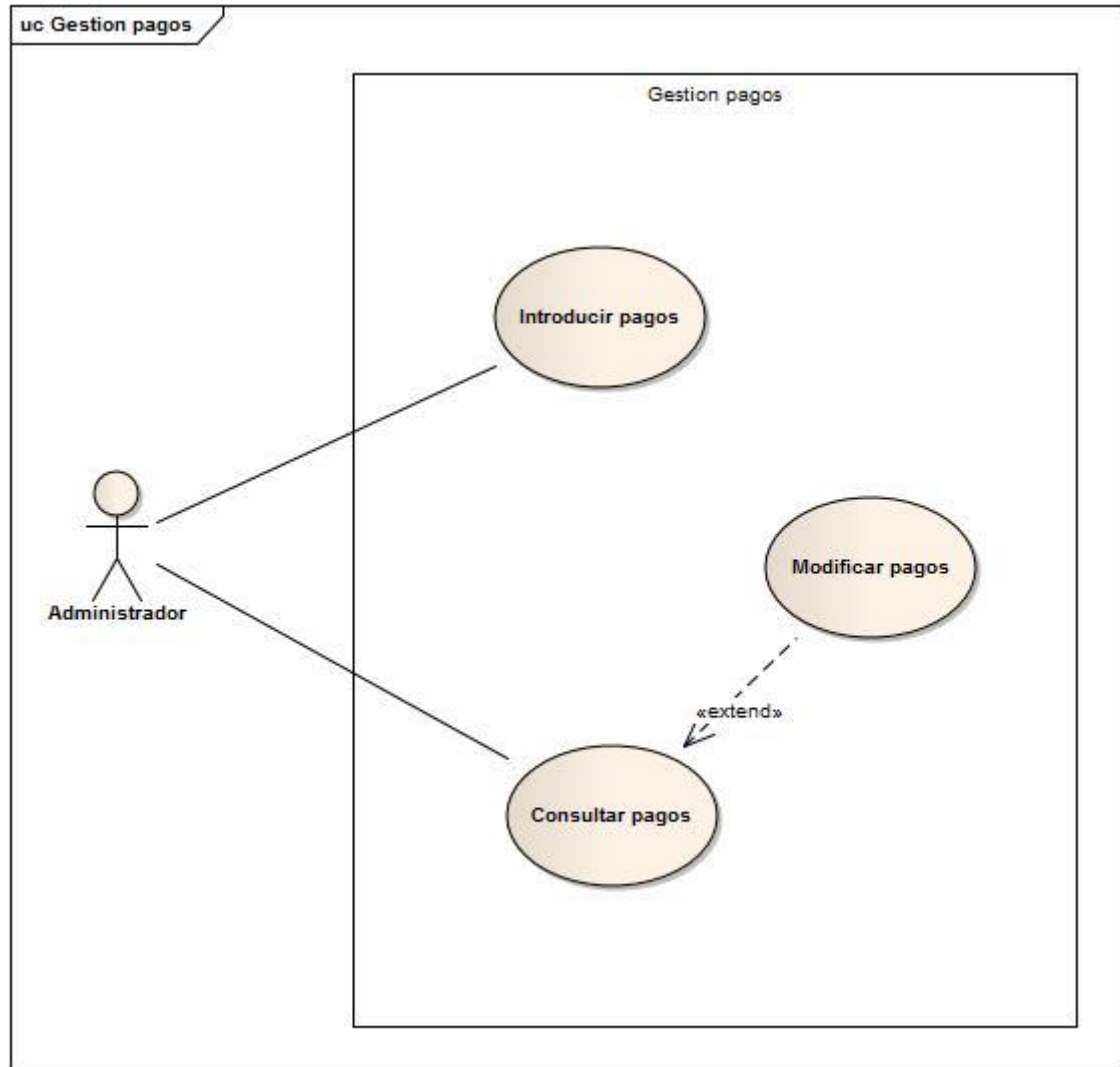 uc Gestion pagos
Gestion pagos
Introducir pagos
Modificar pagos
Administrador
«extend»
Consultar pagos